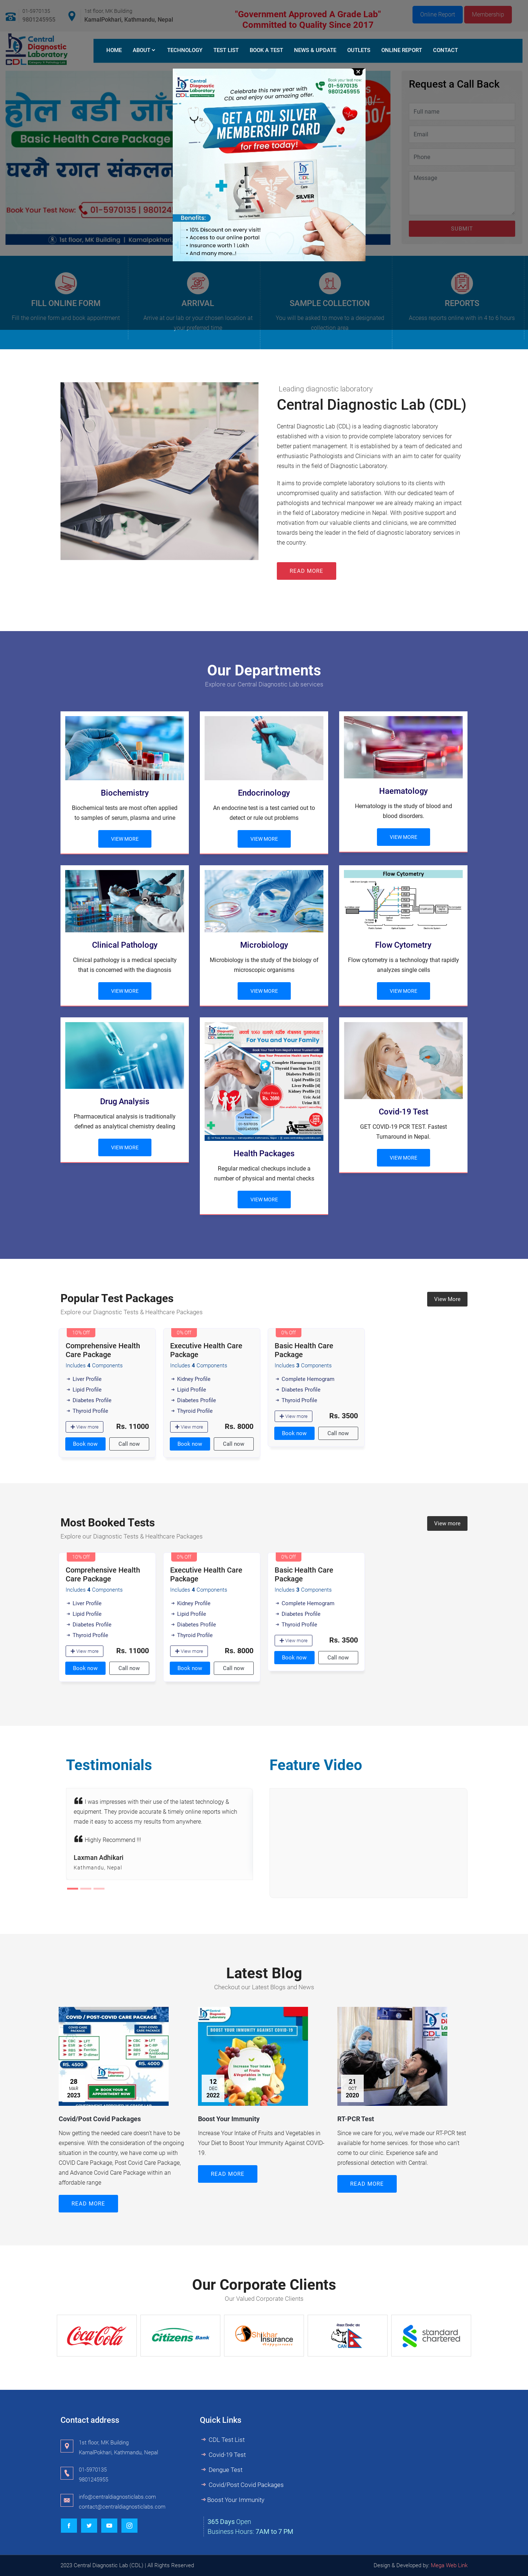 01-5970135
9801245955
1st floor, MK Building
KamalPokhari, Kathmandu, Nepal
"Government Approved A Grade Lab"
Committed to Quality Since 2017
Online Report
Membership
Central
Diagnostic
Laboratory
HOME
ABOUT
TECHNOLOGY
TEST LIST
BOOK A TEST
NEWS & UPDATE
OUTLETS
ONLINE REPORT
CONTACT
Book your test now
01-5970135
9801245955
Celebrate this new year with
CDL and enjoy our amazing offer.
GET A CDL SILVER
MEMBERSHIP CARD
for free today!
SILVER
Benefits:
• 10% Discount on every visit!
• Access to our online portal
• Insurance worth 1 Lakh
• And many more..!
Basic Health Care Package
घरमै रगत संकलन
Book Your Test Now:
01-5970135
1st floor, MK Building
Request a Call Back
Full name
Email
Phone
Message
SUBMIT
FILL ONLINE FORM
Fill the online form and book appointment
ARRIVAL
Arrive at our lab or your chosen location at
your preferred time
SAMPLE COLLECTION
You will be asked to move to a designated
collection area
REPORTS
Access reports online with in 4 to 6 hours
Leading diagnostic laboratory
Central Diagnostic Lab (CDL)
Central Diagnostic Lab (CDL) is a leading diagnostic laboratory
established with a vision to provide complete laboratory services for
better patient management. It is established by a team of dedicated and
enthusiastic Pathologists and Clinicians with an aim to cater for quality
results in the field of Diagnostic Laboratory.
It aims to provide complete laboratory solutions to its clients with
uncompromised quality and satisfaction. With our dedicated team of
pathologists and technical manpower we are already making an impact
in the field of Laboratory medicine in Nepal. With positive support and
motivation from our valuable clients and clinicians, we are committed
towards being the leader in the field of diagnostic laboratory services in
the country.
READ MORE
Our Departments
Explore our Central Diagnostic Lab services
Biochemistry
Biochemical tests are most often applied
to samples of serum, plasma and urine
VIEW MORE
Endocrinology
An endocrine test is a test carried out to
detect or rule out problems
VIEW MORE
Haematology
Hematology is the study of blood and
blood disorders.
VIEW MORE
Clinical Pathology
Clinical pathology is a medical specialty
that is concerned with the diagnosis
VIEW MORE
Microbiology
Microbiology is the study of the biology of
microscopic organisms
VIEW MORE
Flow Cytometry
Flow Cytometry
Flow cytometry is a technology that rapidly
analyzes single cells
VIEW MORE
Drug Analysis
Pharmaceutical analysis is traditionally
defined as analytical chemistry dealing
VIEW MORE
For You and Your Family
Complete Haemogram
Thyroid Function Test
Diabetes Profile
Lipid Profile
Liver Profile
Kidney Profile
Uric Acid
Urine R/E
Health Packages
Regular medical checkups include a
number of physical and mental checks
VIEW MORE
Covid-19 Test
GET COVID-19 PCR TEST. Fastest
Turnaround in Nepal.
VIEW MORE
Popular Test Packages
Explore our Diagnostic Tests & Healthcare Packages
View More
10% Off
Comprehensive Health
Care Package
Includes 4 Components
Liver Profile
Lipid Profile
Diabetes Profile
Thyroid Profile
View more
Rs. 11000
Book now
Call now
0% Off
Executive Health Care
Package
Includes 4 Components
Kidney Profile
Lipid Profile
Diabetes Profile
Thyroid Profile
View more
Rs. 8000
Book now
Call now
0% Off
Basic Health Care
Package
Includes 3 Components
Complete Hemogram
Diabetes Profile
Thyroid Profile
View more
Rs. 3500
Book now
Call now
Most Booked Tests
Explore our Diagnostic Tests & Healthcare Packages
View more
10% Off
Comprehensive Health
Care Package
Includes 4 Components
Liver Profile
Lipid Profile
Diabetes Profile
Thyroid Profile
View more
Rs. 11000
Book now
Call now
0% Off
Executive Health Care
Package
Includes 4 Components
Kidney Profile
Lipid Profile
Diabetes Profile
Thyroid Profile
View more
Rs. 8000
Book now
Call now
0% Off
Basic Health Care
Package
Includes 3 Components
Complete Hemogram
Diabetes Profile
Thyroid Profile
View more
Rs. 3500
Book now
Call now
Testimonials
I was impresses with their use of the latest technology &
equipment. They provide accurate & timely online reports which
made it easy to access my results from anywhere.
Highly Recommend !!!
Laxman Adhikari
Kathmandu, Nepal
Feature Video
Latest Blog
Checkout our Latest Blogs and News
COVID / POST-COVID CARE PACKAGE
RS. 4500
RS. 4000
28
MAR
2023
Covid/Post Covid Packages
Now getting the needed care doesn't have to be
expensive. With the consideration of ongoing
situation in the country, we have come up with
COVID Care Package, Post Covid Care Package,
and Advance Covid Care Package within an
affordable range.
READ MORE
BOOST YOUR IMMUNITY AGAINST COVID-19
Increase Your Intake
of Fruits
&Vegetables in
Your Diet
12
DEC
2022
Boost Your Immunity
Increase Your Intake of Fruits and Vegetables in
Your Diet to Boost Your Immunity Against COVID-
19.
READ MORE
21
OCT
2020
RT-PCR Test
Since we care for you, we've made our RT-PCR test
available for home services. for those who can't
come to our clinic. Experience safe and
professional detection with Central.
READ MORE
Our Corporate Clients
Our Valued Corporate Clients
Coca-Cola
Citizens Bank
Shikhar
Insurance
CAN
standard
chartered
Contact address
1st floor, MK Building
KamalPokhari, Kathmandu, Nepal
01-5970135
9801245955
info@centraldiagnosticlabs.com
contact@centraldiagnosticlabs.com
Quick Links
CDL Test List
Covid-19 Test
Dengue Test
Covid/Post Covid Packages
Boost Your Immunity
365 Days Open
Business Hours: 7AM to 7 PM
2023 Central Diagnostic Lab (CDL) | All Rights Reserved
Design & Developed by: Mega Web Link